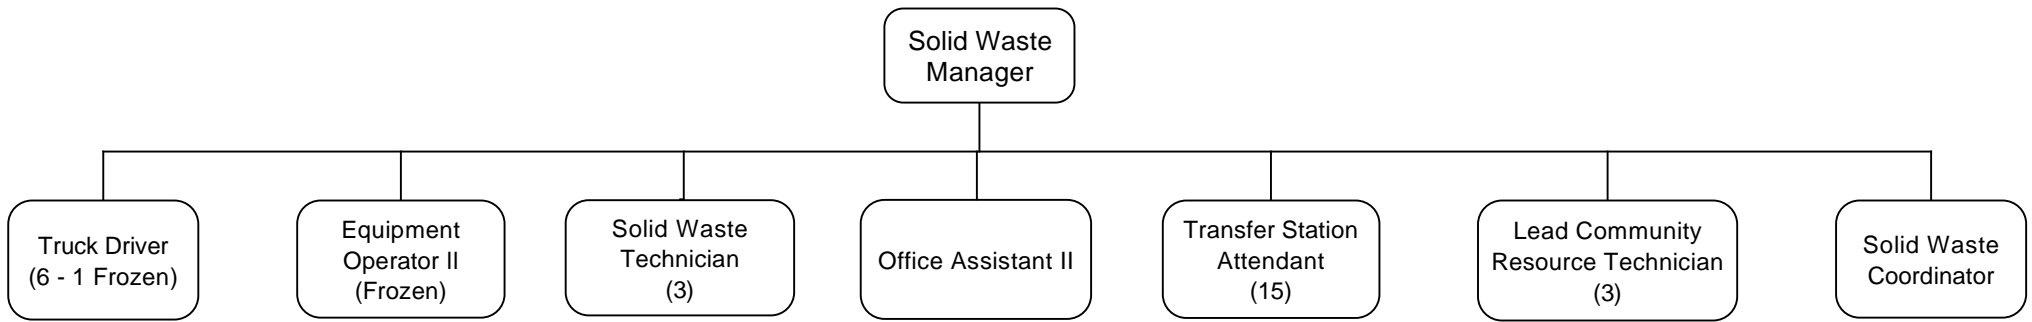 Solid Waste
Manager
Truck Driver
(6 - 1 Frozen)
Equipment
Operator II
(Frozen)
Solid Waste
Technician
(3)
Office Assistant II
Transfer Station
Attendant
(15)
Lead Community
Resource Technician
(3)
Solid Waste
Coordinator